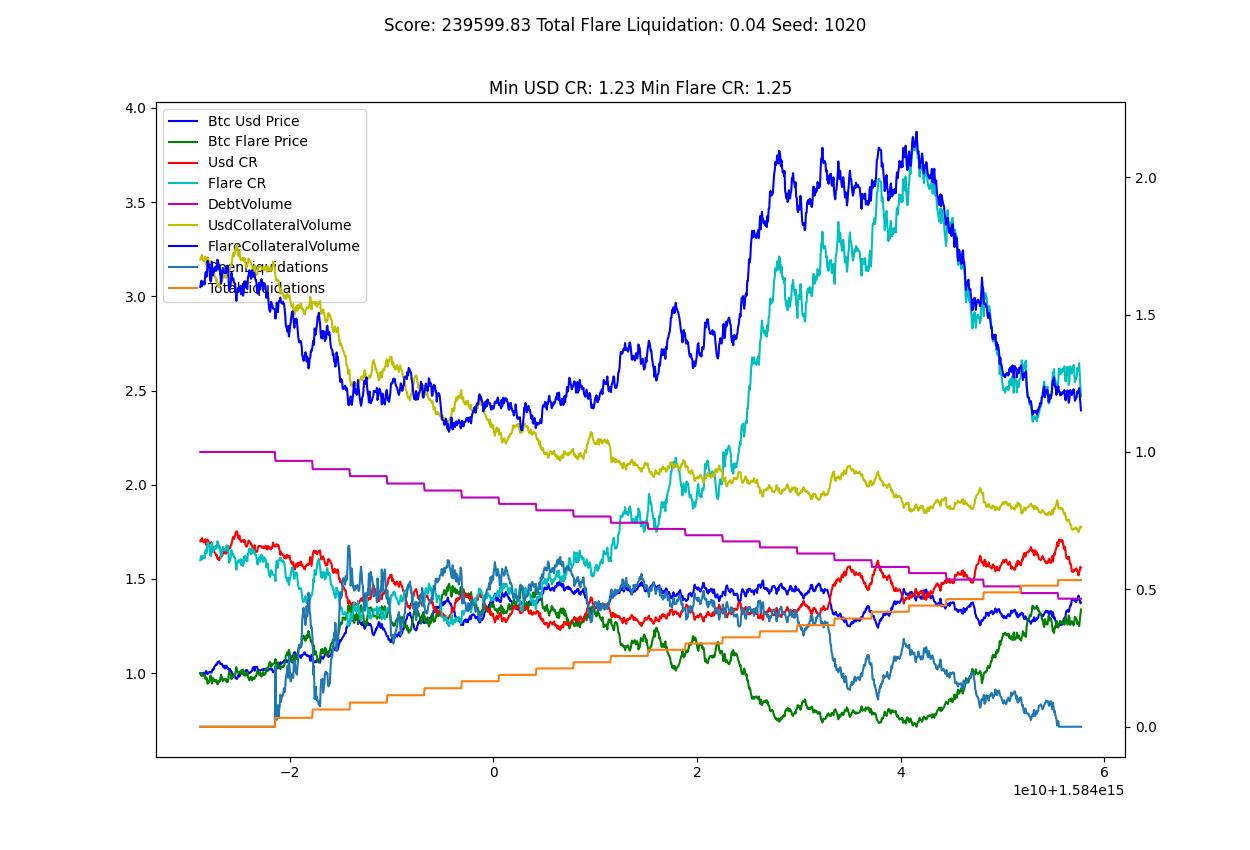 Score: 239599.83 Total Flare Liquidation: 0.04 Seed: 1020
Min USD CR: 1.23 Min Flare CR: 1.25
4.0
3.5
3.0
2.5
2.0
1.5
1.0
Btc Usd Price
Btc Flare Price
Usd CR
Flare CR
DebtVolume
UsdCollateralVolume
FlareCollateralVolume
OpenLiquidations
TotalLiquidations
2.0
1.5
1.0
0.5
0.0
−2
0
2
4
6
1e10+1.584e15